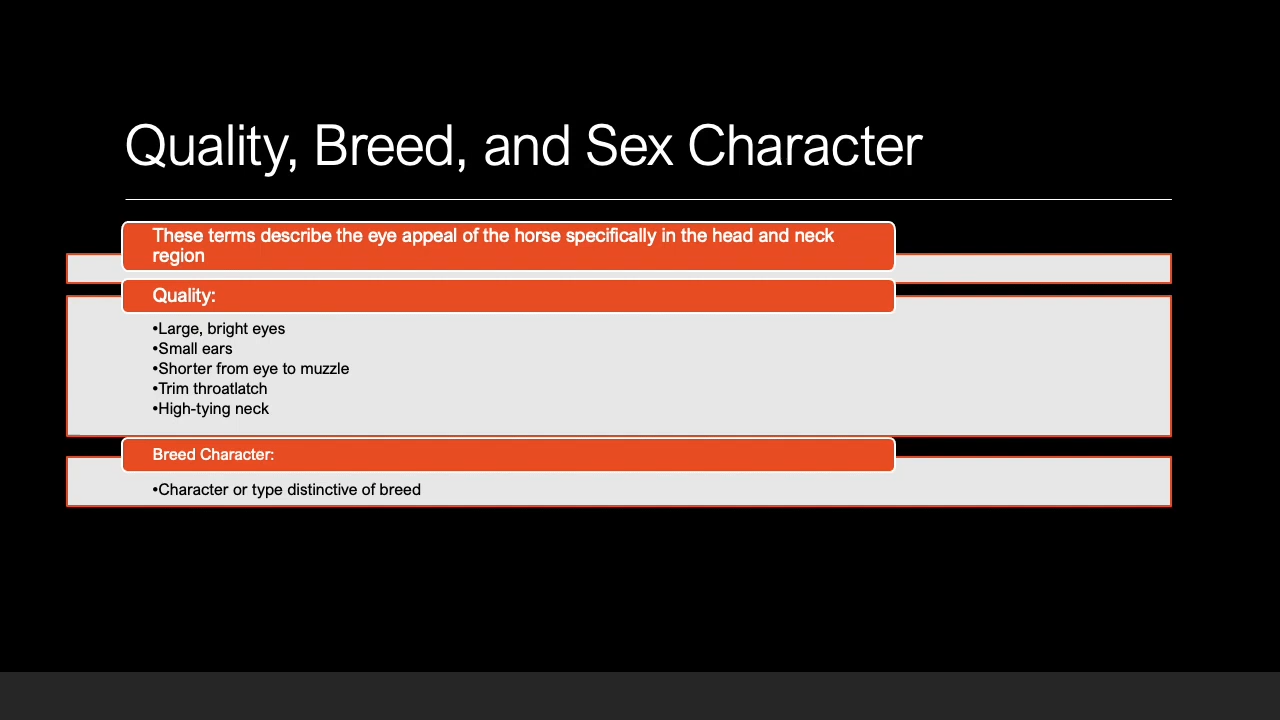 Quality, Breed, and Sex Character
These terms describe the eye appeal of the horse specifically in the head and neck
region
Quality:
•Large, bright eyes
•Small ears
•Shorter from eye to muzzle
•Trim throatlatch
•High-tying neck
Breed Character:
•Character or type distinctive of breed